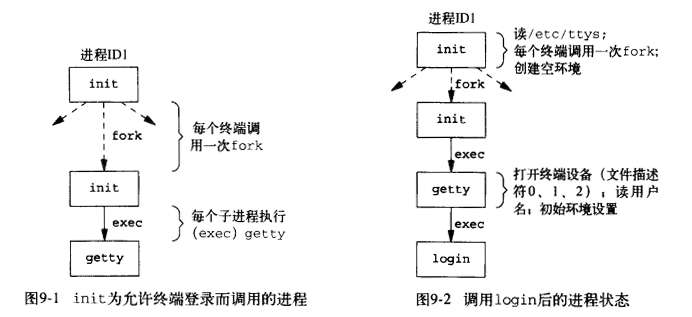 进程ID1
init
fork
每个终端调
用一次fork
init
exec
每个子进程执行
(exec) getty
getty
图9-1 init为允许终端登录而调用的进程
进程ID1
init
读/etc/ttys;
每个终端调用一次fork;
创建空环境
fork
init
exec
getty
打开终端设备（文件描述
符0、1、2）；读用户
名；初始环境设置
exec
login
图9-2 调用login后的进程状态